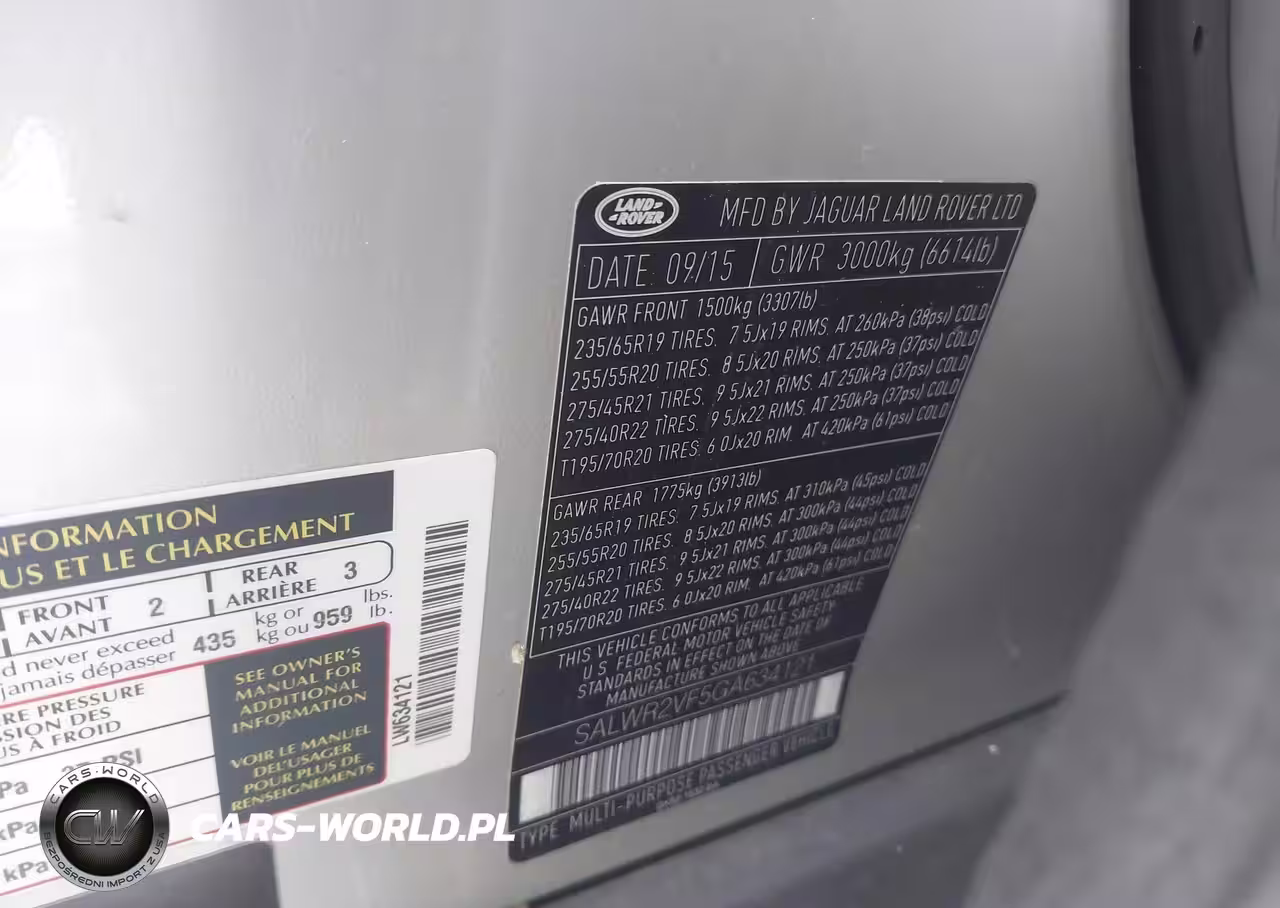 LAND-
-ROVER
MFD BY JAGUAR LAND ROVER LTD
DATE: 09/15
GWR 3000kg (6614lb)
GAWR FRONT 1500kg (3307lb)
235/65R19 TIRES. 7.5Jx19 RIMS. AT 260kPa (38psi) COLD
255/55R20 TIRES. 8.5Jx20 RIMS. AT 250kPa (37psi) COLD
275/45R21 TIRES. 9.5Jx21 RIMS. AT 250kPa (37psi) COLD
275/40R22 TIRES. 9.5Jx22 RIMS. AT 250kPa (37psi) COLD
T195/70R20 TIRES. 6.0Jx20 RIM. AT 420kPa (61psi) COLD
GAWR REAR 1775kg (3913lb)
235/65R19 TIRES. 7.5Jx19 RIMS. AT 310kPa (45psi) COLD
255/55R20 TIRES. 8.5Jx20 RIMS. AT 300kPa (44psi) COLD
275/45R21 TIRES. 9.5Jx21 RIMS. AT 300kPa (44psi) COLD
275/40R22 TIRES. 9.5Jx22 RIMS. AT 300kPa (44psi) COLD
T195/70R20 TIRES. 6.0Jx20 RIM. AT 420kPa (61psi) COLD
THIS VEHICLE CONFORMS TO ALL APPLICABLE
U.S. FEDERAL MOTOR VEHICLE SAFETY
STANDARDS IN EFFECT ON THE DATE OF
MANUFACTURE SHOWN ABOVE
SALWR2VF5GA634121
TYPE MULTI-PURPOSE PASSENGER VEHICLE
NFORMATION
US ET LE CHARGEMENT
FRONT
AVANT
2
REAR
ARRIÈRE
3
d never exceed
jamais dépasser
435
kg or
kg ou
959
lbs.
lb.
RE PRESSURE
SSION DES
US À FROID
SEE OWNER'S
MANUAL FOR
ADDITIONAL
INFORMATION
VOIR LE MANUEL
DE L'USAGER
POUR PLUS DE
RENSEIGNEMENTS
LW634121
Pa
PSI
kPa
kPa
CARS-WORLD
CW
BEZPOŚREDNI IMPORT Z USA
CARS-WORLD.PL